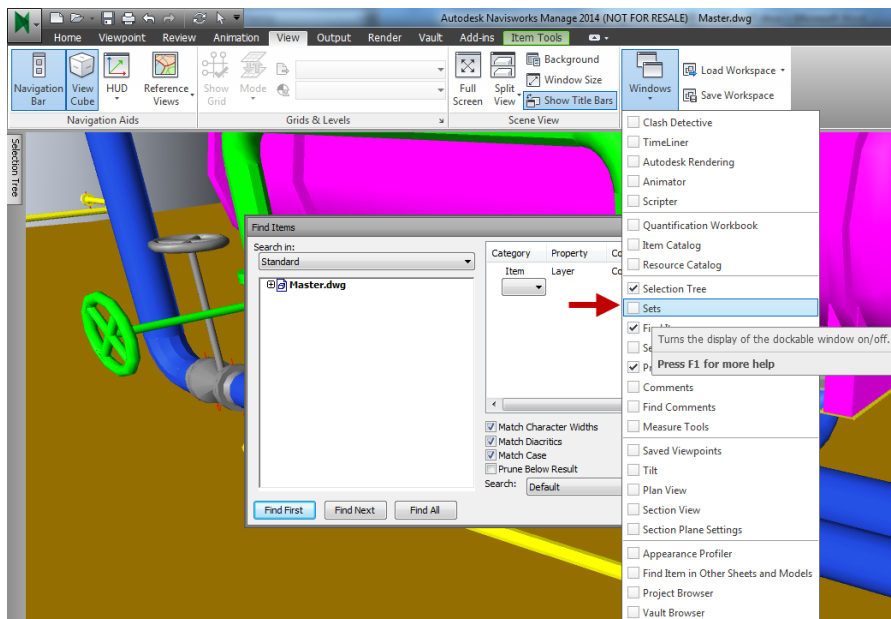 Autodesk Navisworks Manage 2014 (NOT FOR RESALE) Master.dwg
Home Viewpoint Review Animation View Output Render Vault Add-ins Item Tools
Navigation Bar
View Cube
HUD
Reference Views
Navigation Aids
Show Grid
Mode
Grids & Levels
Full Screen
Split View
Background
Window Size
Show Title Bars
Scene View
Windows
Load Workspace
Save Workspace
Selection Tree
Clash Detective
TimeLiner
Autodesk Rendering
Animator
Scripter
Quantification Workbook
Item Catalog
Resource Catalog
Selection Tree
Sets
Turns the display of the dockable window on/off.
Press F1 for more help
Comments
Find Comments
Measure Tools
Saved Viewpoints
Tilt
Plan View
Section View
Section Plane Settings
Appearance Profiler
Find Item in Other Sheets and Models
Project Browser
Vault Browser
Find Items
Search in:
Standard
Master.dwg
Category Property Co
Item Layer Co
Match Character Widths
Match Diacritics
Match Case
Prune Below Result
Search: Default
Find First Find Next Find All